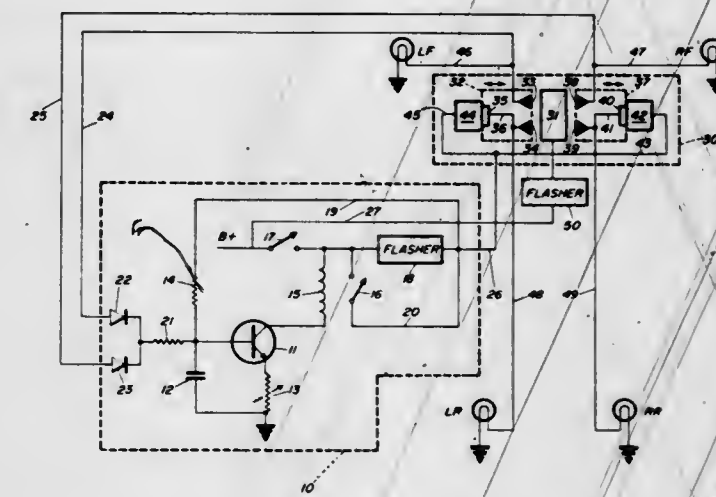 LF 46 47 RF
25 24 32 33 38 37
45 44 35 36 31 40 41 42
34 39 43 30
FLASHER
50
19 27
B+ 17
FLASHER
18
14 15 16 26 48 49
22 21 20
11
23 12 13
LR RR
10